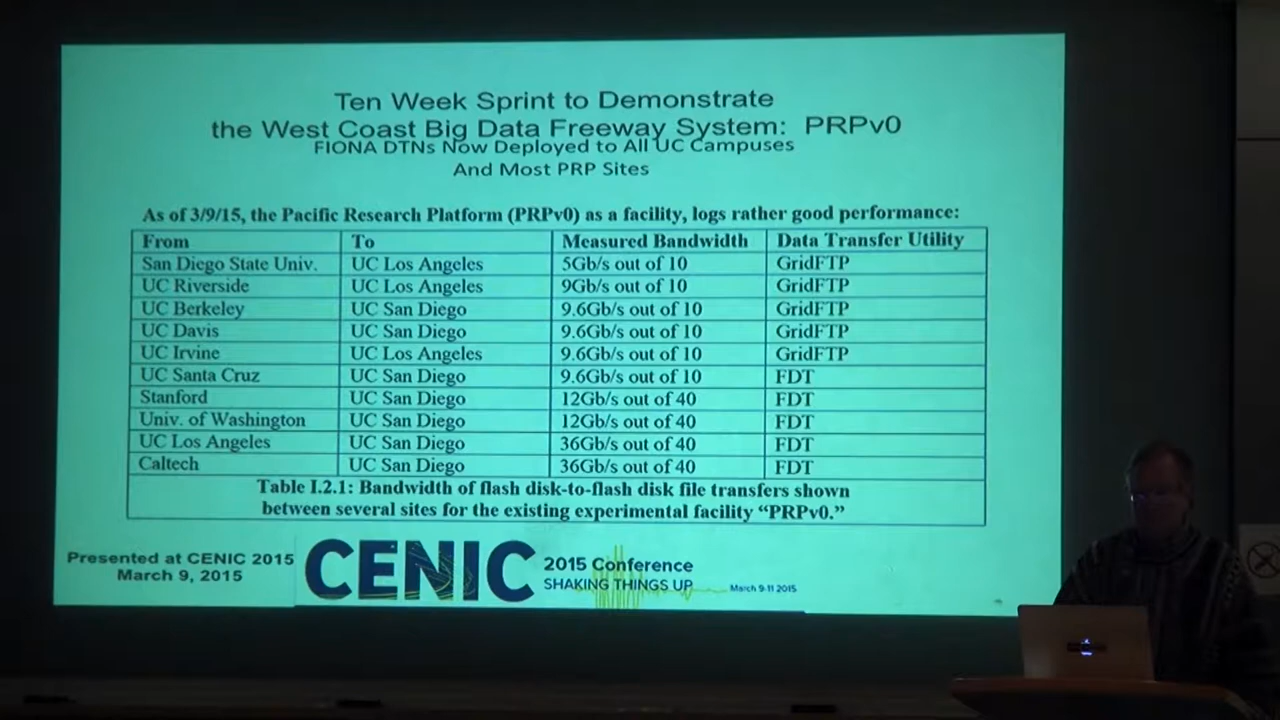 Ten Week Sprint to Demonstrate
the West Coast Big Data Freeway System: PRPv0
FIONA DTNs Now Deployed to All UC Campuses
And Most PRP Sites
As of 3/9/15, the Pacific Research Platform (PRPv0) as a facility, logs rather good performance:
From To Measured Bandwidth Data Transfer Utility
San Diego State Univ. UC Los Angeles 5Gb/s out of 10 GridFTP
UC Riverside UC Los Angeles 9Gb/s out of 10 GridFTP
UC Berkeley UC San Diego 9.6Gb/s out of 10 GridFTP
UC Davis UC San Diego 9.6Gb/s out of 10 GridFTP
UC Irvine UC Los Angeles 9.6Gb/s out of 10 GridFTP
UC Santa Cruz UC San Diego 9.6Gb/s out of 10 FDT
Stanford UC San Diego 12Gb/s out of 40 FDT
Univ. of Washington UC San Diego 12Gb/s out of 40 FDT
UC Los Angeles UC San Diego 36Gb/s out of 40 FDT
Caltech UC San Diego 36Gb/s out of 40 FDT
Table I.2.1: Bandwidth of flash disk-to-flash disk file transfers shown
between several sites for the existing experimental facility “PRPv0.”
Presented at CENIC 2015
March 9, 2015
CENIC
2015 Conference
SHAKING THINGS UP
March 9-11 2015